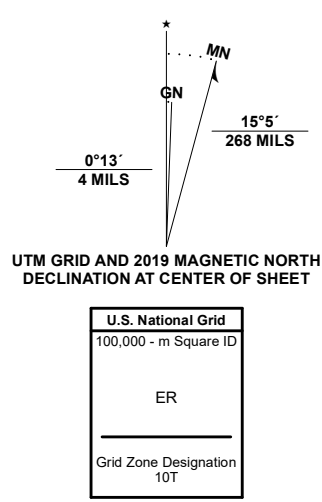 ★
MN
GN
15°5´
268 MILS
0°13´
4 MILS
UTM GRID AND 2019 MAGNETIC NORTH
DECLINATION AT CENTER OF SHEET
U.S. National Grid
100,000 - m Square ID
ER
Grid Zone Designation
10T